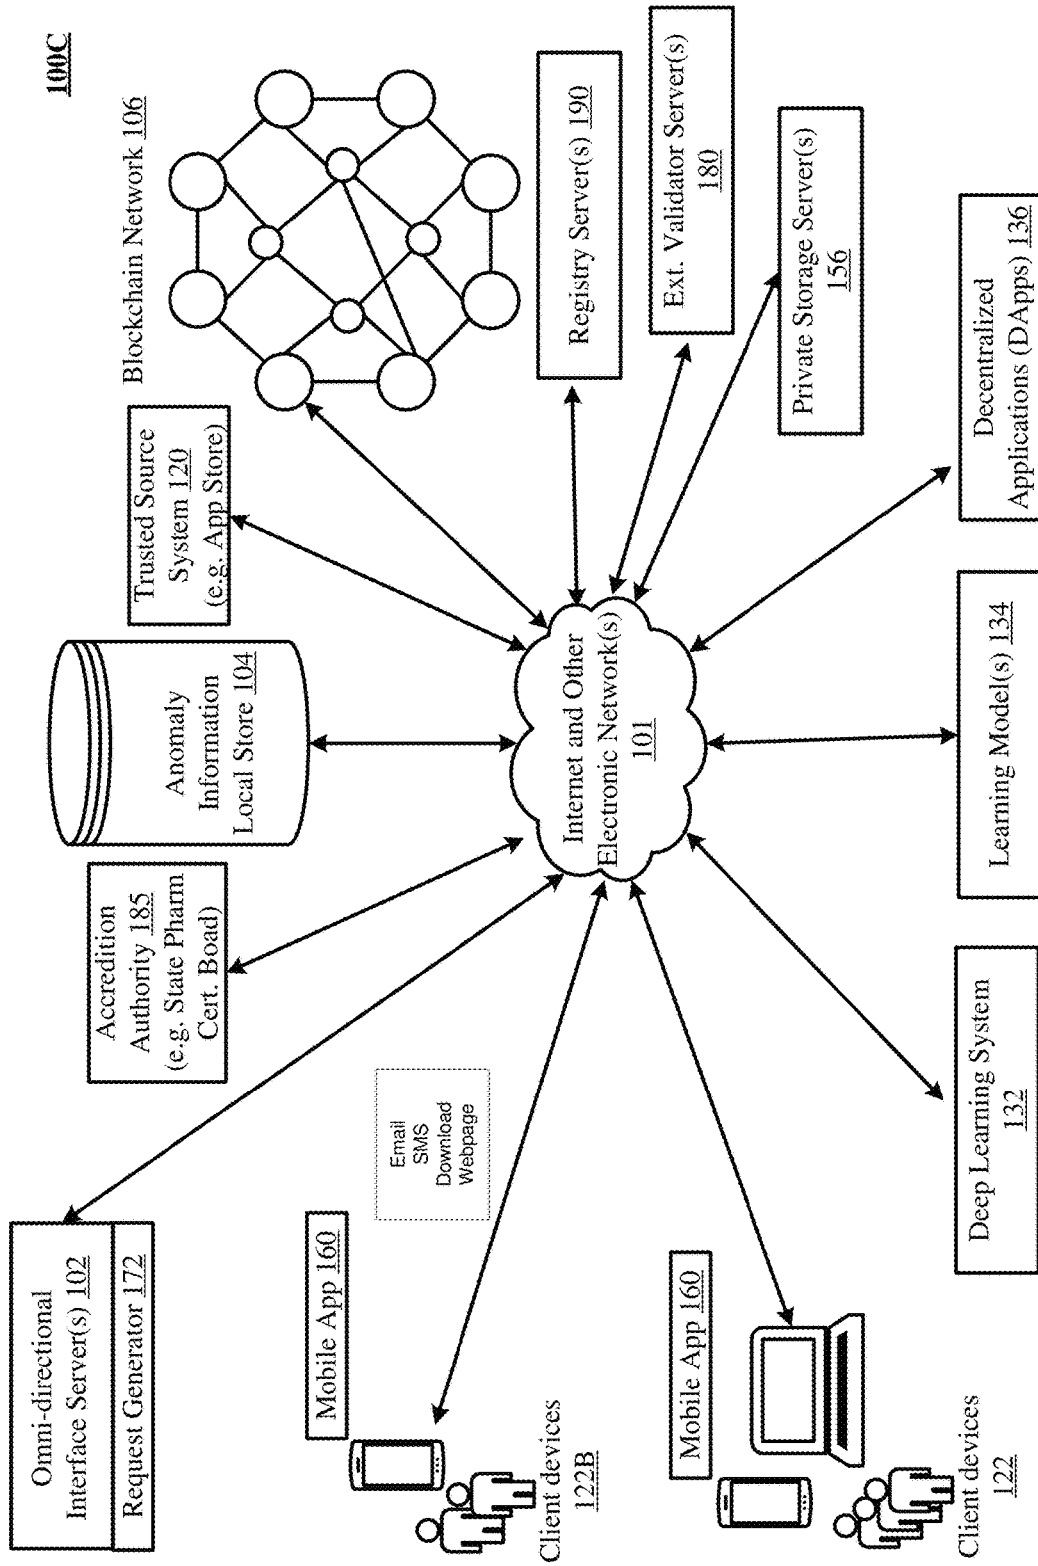 100C
Omni-directional
Interface Server(s) 102
Request Generator 172
Accredition
Authority 185
(e.g. State Pharm
Cert. Boad)
Anomaly
Information
Local Store 104
Trusted Source
System 120
(e.g. App Store)
Blockchain Network 106
Mobile App 160
Client devices
122B
Email
SMS
Download
Webpage
Internet and Other
Electronic Network(s)
101
Registry Server(s) 190
Ext. Validator Server(s)
180
Private Storage Server(s)
156
Mobile App 160
Client devices
122
Deep Learning System
132
Learning Model(s) 134
Decentralized
Applications (DApps) 136